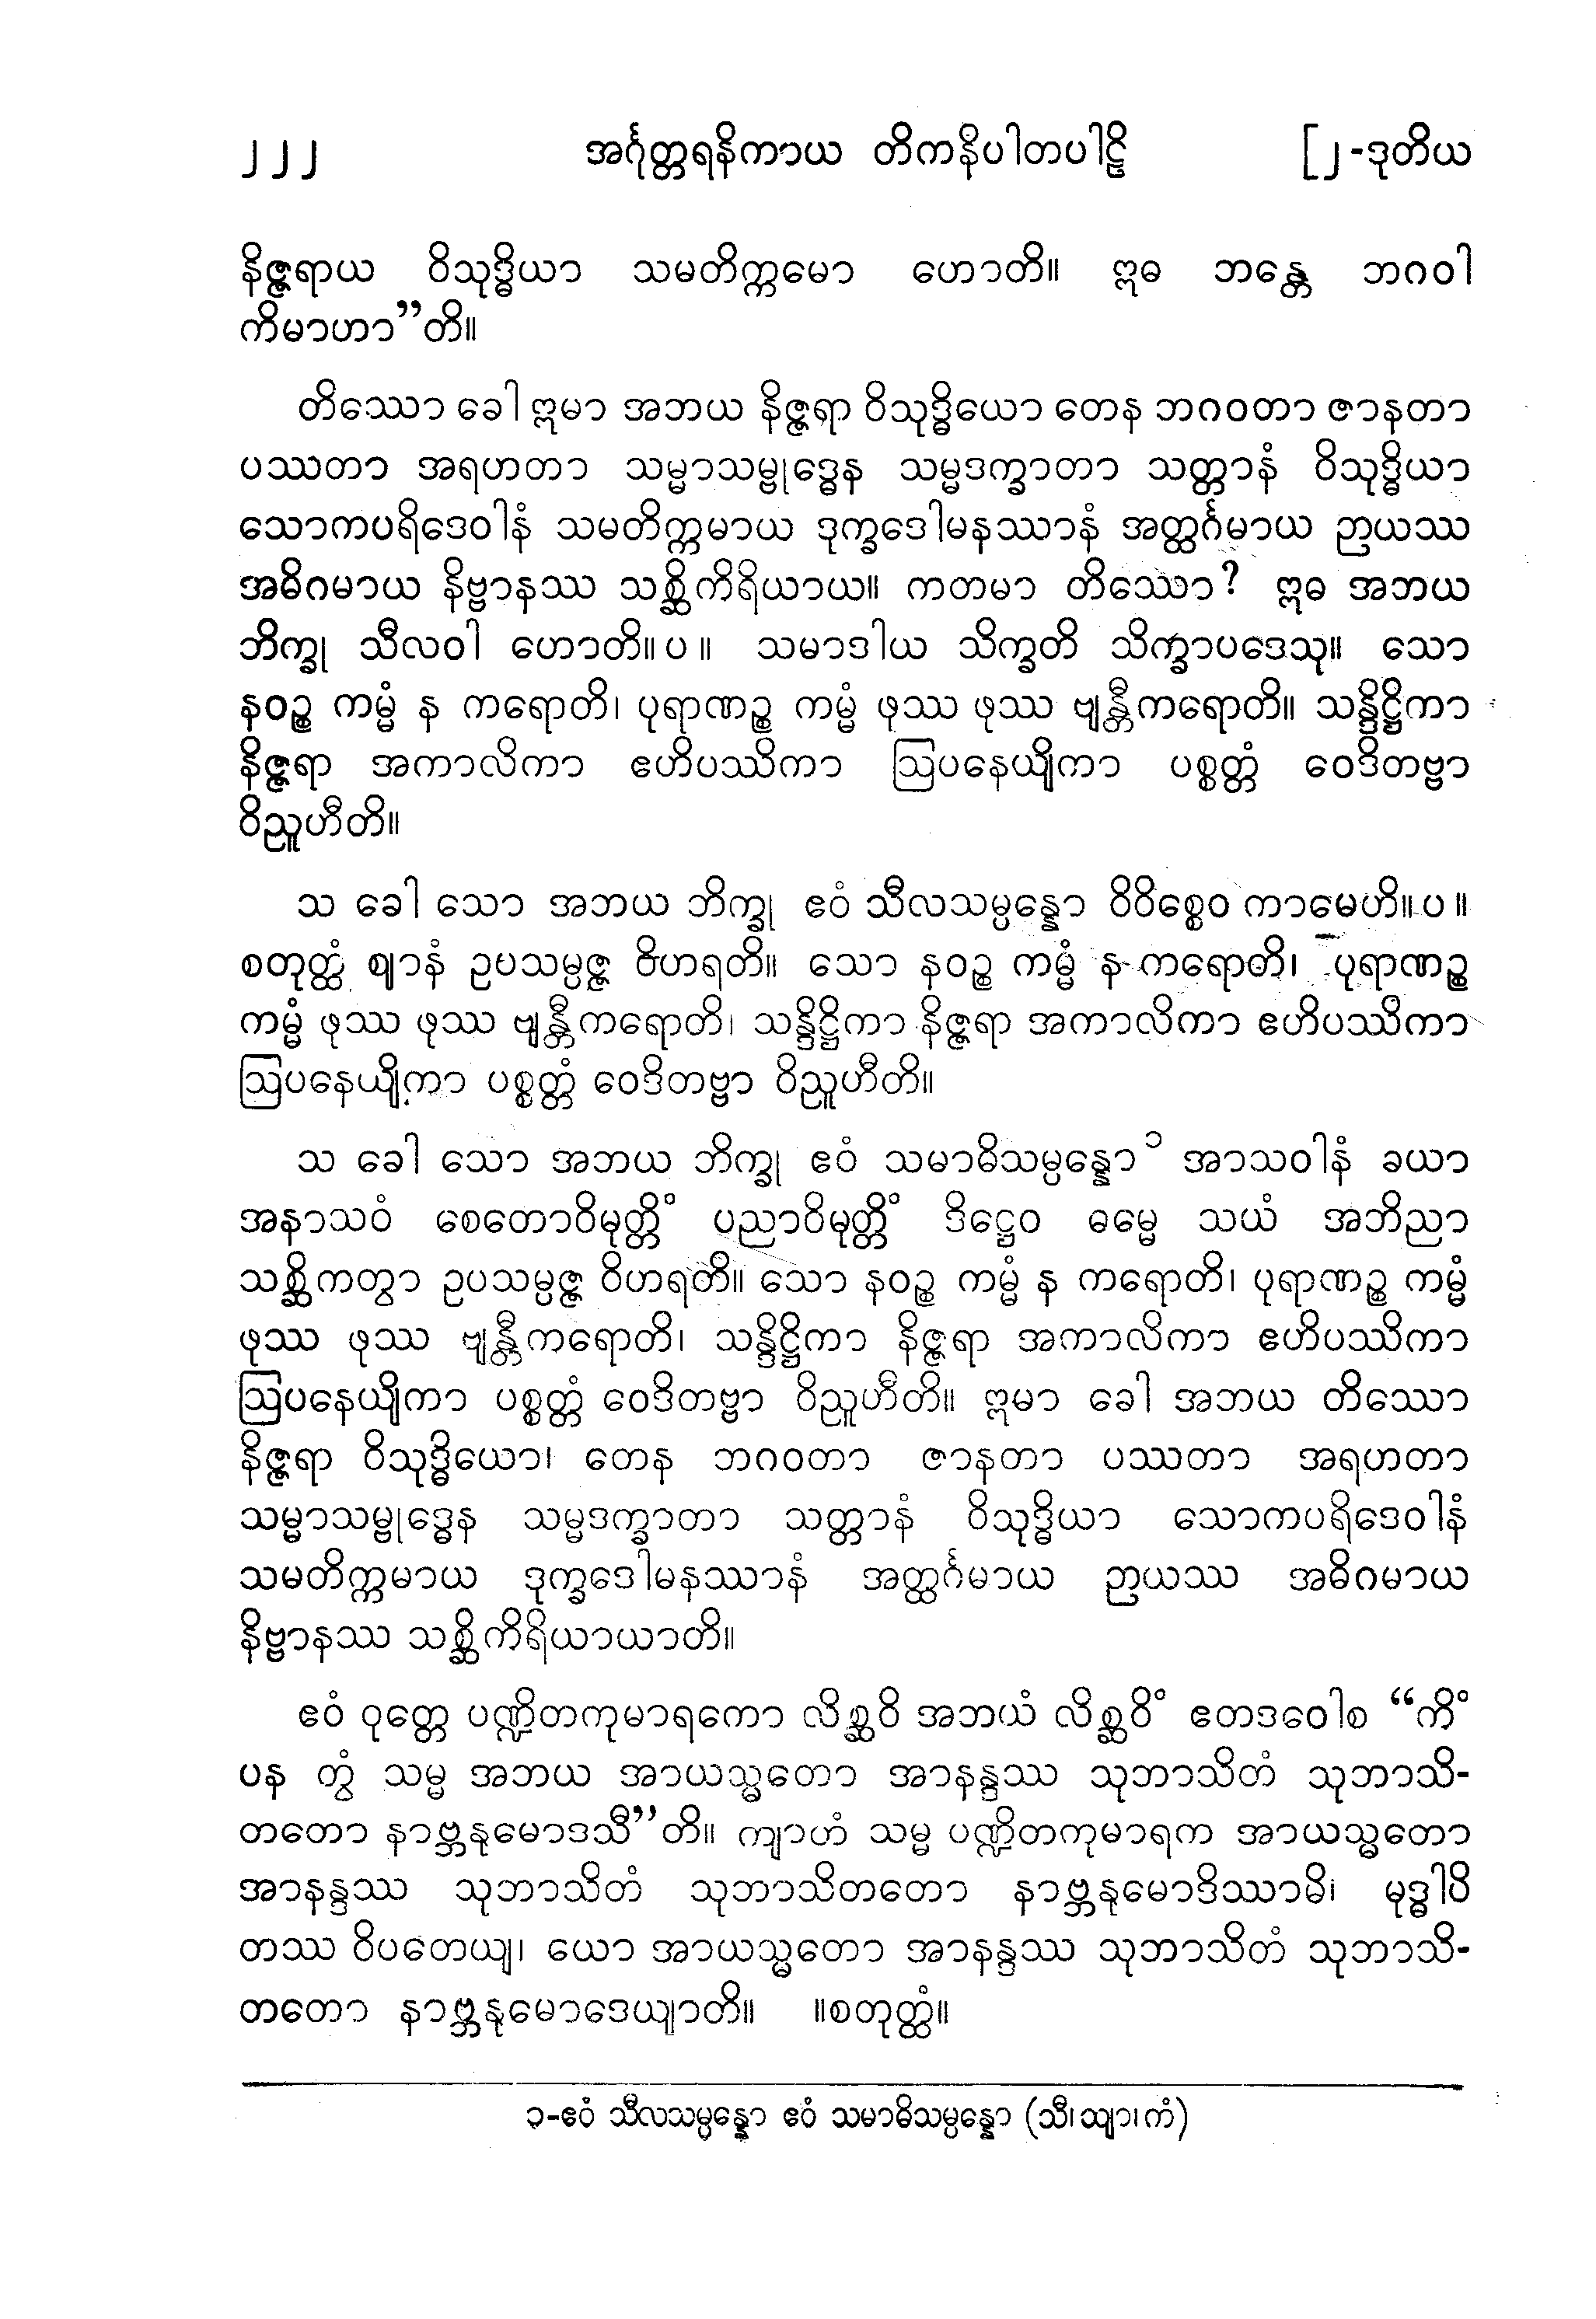 ၂၂၂ အင်္ဂုတ္တရနိကာယ တိကနိပါတပါဠိ [၂-ဒုတိယ
နိဇ္ဇရာယ ဝိသုဒ္ဓိယာ သမတိက္ကမော ဟောတိ။ ဣဓ ဘန္တေ ဘဂဝါ
ကိမာဟာ”တိ။
တိဿော ခေါ ဣမာ အဘယ နိဇ္ဇရာ ဝိသုဒ္ဓိယော တေန ဘဂဝတာ ဇာနတာ
ပဿတာ အရဟတာ သမ္မာသမ္ဗုဒ္ဓေန သမ္မဒက္ခာတာ သတ္တာနံ ဝိသုဒ္ဓိယာ
သောကပရိဒေဝါနံ သမတိက္ကမာယ ဒုက္ခဒေါမနဿာနံ အတ္ထင်္ဂမာယ ဉာယဿ
အဓိဂမာယ နိဗ္ဗာနဿ သစ္ဆိကိရိယာယ။ ကတမာ တိဿော? ဣဓ အဘယ
ဘိက္ခု သီလဝါ ဟောတိ။ပ။ သမာဒါယ သိက္ခတိ သိက္ခာပဒေသု။ သော
နဝဉ္စ ကမ္မံ န ကရောတိ၊ ပုရာဏဉ္စ ကမ္မံ ဖုဿ ဖုဿ ဗျန္တီကရောတိ။ သန္ဒိဋ္ဌိကာ
နိဇ္ဇရာ အကာလိကာ ဧဟိပဿိကာ ဩပနေယျိကာ ပစ္စတ္တံ ဝေဒိတဗ္ဗာ
ဝိညူဟီတိ။
သ ခေါ သော အဘယ ဘိက္ခု ဧဝံ သီလသမ္ပန္နော ဝိဝိစ္စေဝ ကာမေဟိ။ပ။
စတုတ္ထံ ဈာနံ ဥပသမ္ပဇ္ဇ ဝိဟရတိ။ သော နဝဉ္စ ကမ္မံ န ကရောတိ၊ ပုရာဏဉ္စ
ကမ္မံ ဖုဿ ဖုဿ ဗျန္တီကရောတိ၊ သန္ဒိဋ္ဌိကာ နိဇ္ဇရာ အကာလိကာ ဧဟိပဿိကာ
ဩပနေယျိကာ ပစ္စတ္တံ ဝေဒိတဗ္ဗာ ဝိညူဟီတိ။
သ ခေါ သော အဘယ ဘိက္ခု ဧဝံ သမာဓိသမ္ပန္နော၁ အာသဝါနံ ခယာ
အနာသဝံ စေတောဝိမုတ္တိံ ပညာဝိမုတ္တိံ ဒိဋ္ဌေဝ ဓမ္မေ သယံ အဘိညာ
သစ္ဆိကတွာ ဥပသမ္ပဇ္ဇ ဝိဟရတိ။ သော နဝဉ္စ ကမ္မံ န ကရောတိ၊ ပုရာဏဉ္စ ကမ္မံ
ဖုဿ ဖုဿ ဗျန္တီကရောတိ၊ သန္ဒိဋ္ဌိကာ နိဇ္ဇရာ အကာလိကာ ဧဟိပဿိကာ
ဩပနေယျိကာ ပစ္စတ္တံ ဝေဒိတဗ္ဗာ ဝိညူဟီတိ။ ဣမာ ခေါ အဘယ တိဿော
နိဇ္ဇရာ ဝိသုဒ္ဓိယော၊ တေန ဘဂဝတာ ဇာနတာ ပဿတာ အရဟတာ
သမ္မာသမ္ဗုဒ္ဓေန သမ္မဒက္ခာတာ သတ္တာနံ ဝိသုဒ္ဓိယာ သောကပရိဒေဝါနံ
သမတိက္ကမာယ ဒုက္ခဒေါမနဿာနံ အတ္ထင်္ဂမာယ ဉာယဿ အဓိဂမာယ
နိဗ္ဗာနဿ သစ္ဆိကိရိယာယာတိ။
ဧဝံ ဝုတ္တေ ပဏ္ဍိတကုမာရကော လိစ္ဆဝိ အဘယံ လိစ္ဆဝိံ ဧတဒဝေါစ “ကိံ
ပန တွံ သမ္မ အဘယ အာယသ္မတော အာနန္ဒဿ သုဘာသိတံ သုဘာသိ-
တတော နာဗ္ဘနုမောဒသီ”တိ။ ကျာဟံ သမ္မ ပဏ္ဍိတကုမာရက အာယသ္မတော
အာနန္ဒဿ သုဘာသိတံ သုဘာသိတတော နာဗ္ဘနုမောဒိဿာမိ၊ မုဒ္ဓါပိ
တဿ ဝိပတေယျ၊ ယော အာယသ္မတော အာနန္ဒဿ သုဘာသိတံ သုဘာသိ-
တတော နာဗ္ဘနုမောဒေယျာတိ။ ။စတုတ္ထံ။
၁-ဧဝံ သီလသမ္ပန္နော ဧဝံ သမာဓိသမ္ပန္နော (သီ၊သျာ၊ကံ)